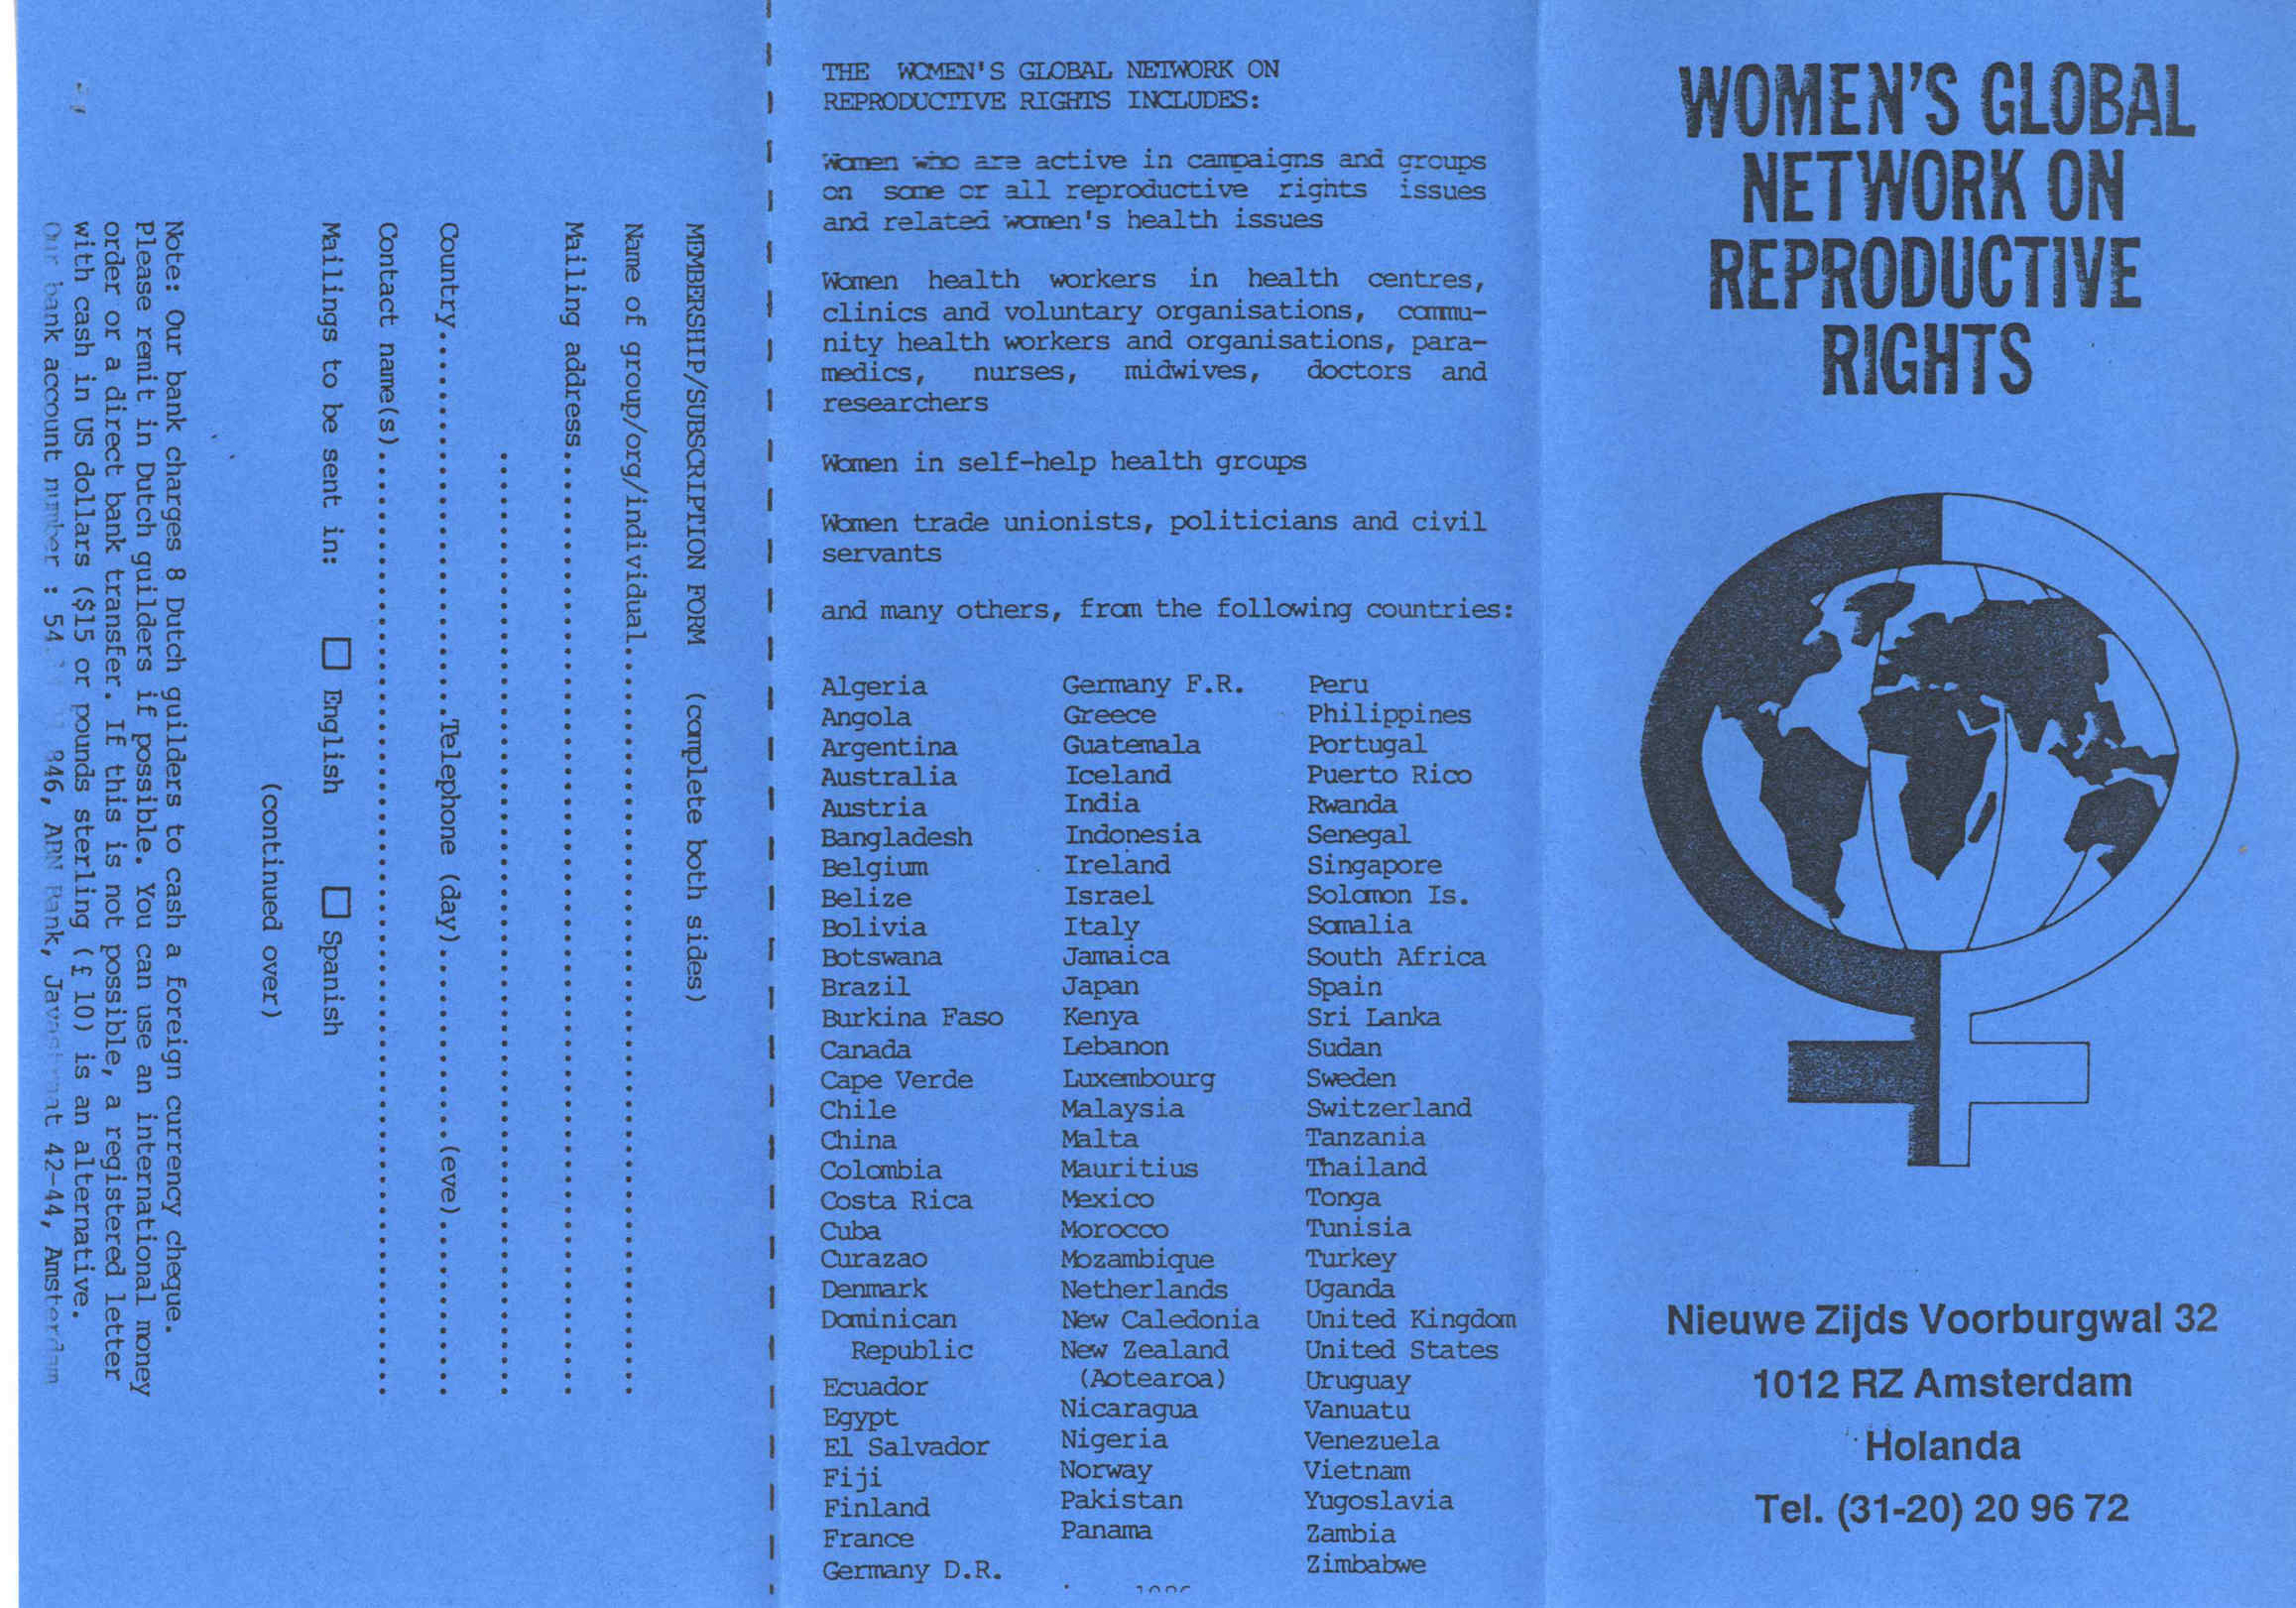 MEMBERSHIP/SUBSCRIPTION FORM (complete both sides)
Name of group/org/individual
Mailing address
Country Telephone (day) (eve)
Contact name(s)
Mailings to be sent in: English Spanish
(continued over)
Note: Our bank charges 8 Dutch guilders to cash a foreign currency cheque.
Please remit in Dutch guilders if possible. You can use an international money
order or a direct bank transfer. If this is not possible, a registered letter
with cash in US dollars ($15 or pounds sterling (£ 10) is an alternative.
Our bank account number : 54. 846, Bank, 42-44, Amsterdam
THE WOMEN'S GLOBAL NETWORK ON
REPRODUCTIVE RIGHTS INCLUDES:
Women who are active in campaigns and groups
on some or all reproductive rights issues
and related women's health issues
Women health workers in health centres,
clinics and voluntary organisations, commu-
nity health workers and organisations, para-
medics, nurses, midwives, doctors and
researchers
Women in self-help health groups
Women trade unionists, politicians and civil
servants
and many others, from the following countries:
Algeria
Angola
Argentina
Australia
Austria
Bangladesh
Belgium
Belize
Bolivia
Botswana
Brazil
Burkina Faso
Canada
Cape Verde
Chile
China
Colombia
Costa Rica
Cuba
Curazao
Denmark
Dominican
Republic
Ecuador
Egypt
El Salvador
Fiji
Finland
France
Germany D.R.
Germany F.R.
Greece
Guatemala
Iceland
India
Indonesia
Ireland
Israel
Italy
Jamaica
Japan
Kenya
Lebanon
Luxembourg
Malaysia
Malta
Mauritius
Mexico
Morocco
Mozambique
Netherlands
New Caledonia
New Zealand
(Aotearoa)
Nicaragua
Nigeria
Norway
Pakistan
Panama
Peru
Philippines
Portugal
Puerto Rico
Rwanda
Senegal
Singapore
Solomon Is.
Somalia
South Africa
Spain
Sri Lanka
Sudan
Sweden
Switzerland
Tanzania
Thailand
Tonga
Tunisia
Turkey
Uganda
United Kingdom
United States
Uruguay
Vanuatu
Venezuela
Vietnam
Yugoslavia
Zambia
Zimbabwe
WOMEN'S GLOBAL
NETWORK ON
REPRODUCTIVE
RIGHTS
Nieuwe Zijds Voorburgwal 32
1012 RZ Amsterdam
Holanda
Tel. (31-20) 20 96 72